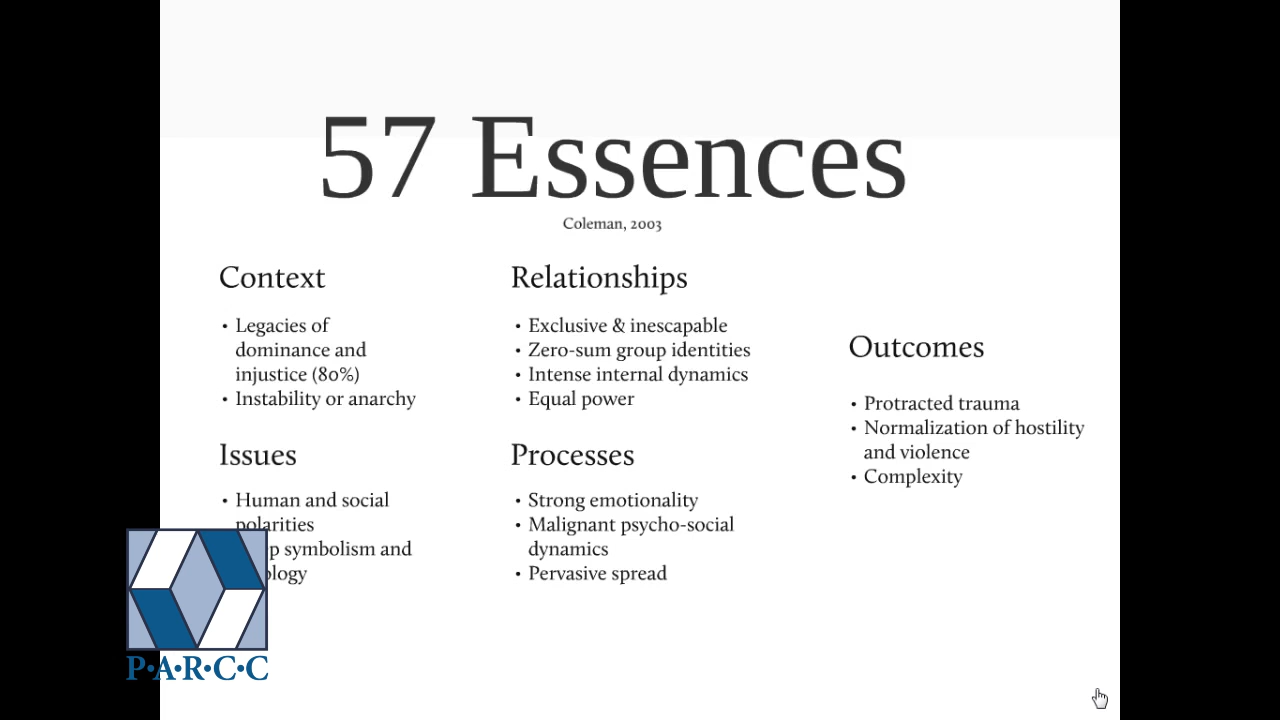 57 Essences
Coleman, 2003
Context
• Legacies of
dominance and
injustice (80%)
• Instability or anarchy
Issues
• Human and social
polarities
symbolism and
Relationships
• Exclusive & inescapable
• Zero-sum group identities
• Intense internal dynamics
• Equal power
Processes
• Strong emotionality
• Malignant psycho-social
dynamics
• Pervasive spread
Outcomes
• Protracted trauma
• Normalization of hostility
and violence
• Complexity
P·A·R·C·C